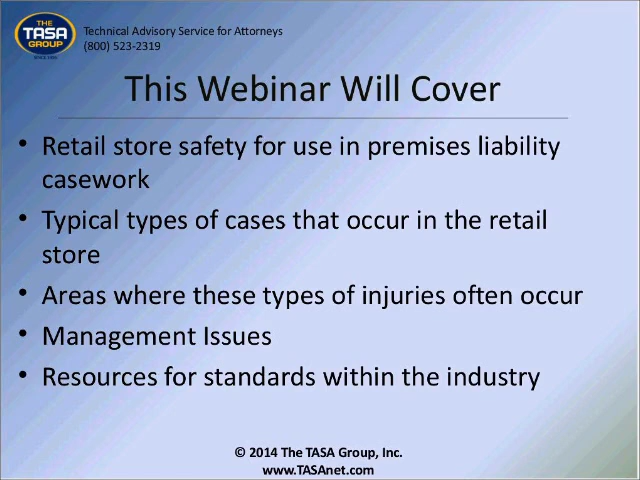 THE
TASA
GROUP
SINCE 1956
Technical Advisory Service for Attorneys
(800) 523-2319
This Webinar Will Cover
• Retail store safety for use in premises liability
casework
• Typical types of cases that occur in the retail
store
• Areas where these types of injuries often occur
• Management Issues
• Resources for standards within the industry
© 2014 The TASA Group, Inc.
www.TASAnet.com